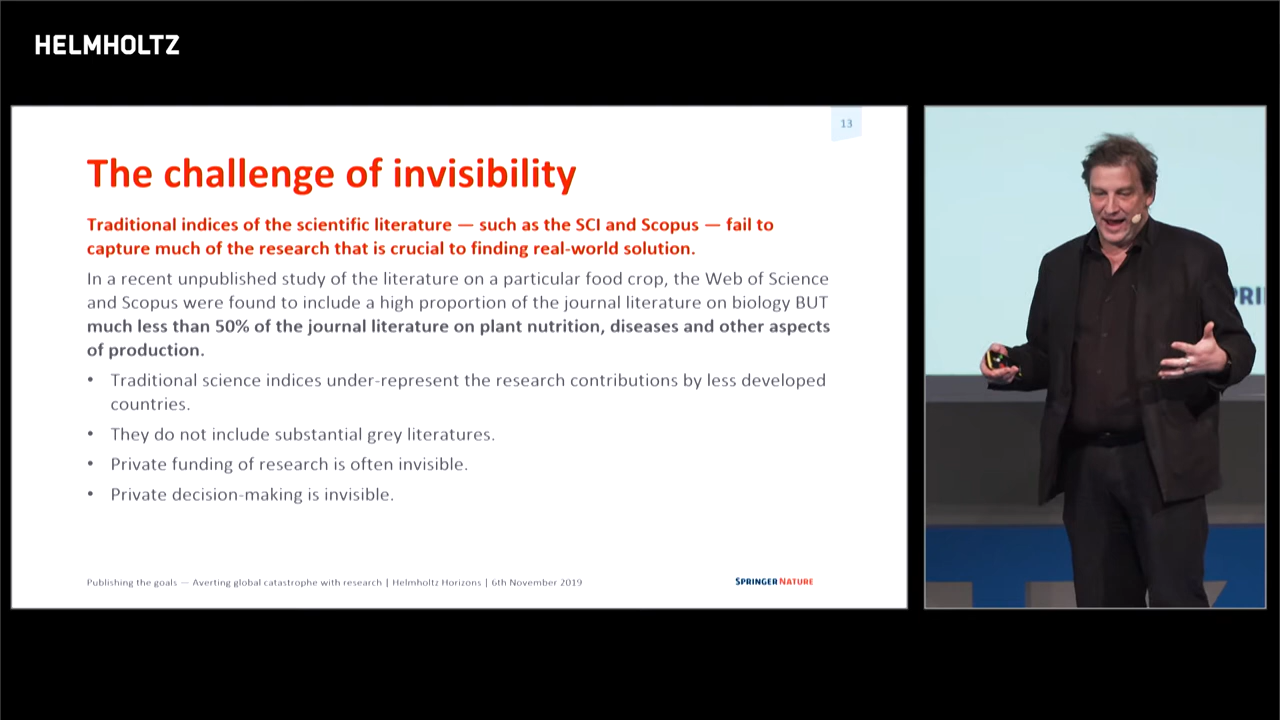 HELMHOLTZ
13
The challenge of invisibility
Traditional indices of the scientific literature — such as the SCI and Scopus — fail to
capture much of the research that is crucial to finding real-world solution.
In a recent unpublished study of the literature on a particular food crop, the Web of Science
and Scopus were found to include a high proportion of the journal literature on biology BUT
much less than 50% of the journal literature on plant nutrition, diseases and other aspects
of production.
• Traditional science indices under-represent the research contributions by less developed
countries.
• They do not include substantial grey literatures.
• Private funding of research is often invisible.
• Private decision-making is invisible.
Publishing the goals — Averting global catastrophe with research | Helmholtz Horizons | 6th November 2019
SPRINGER NATURE